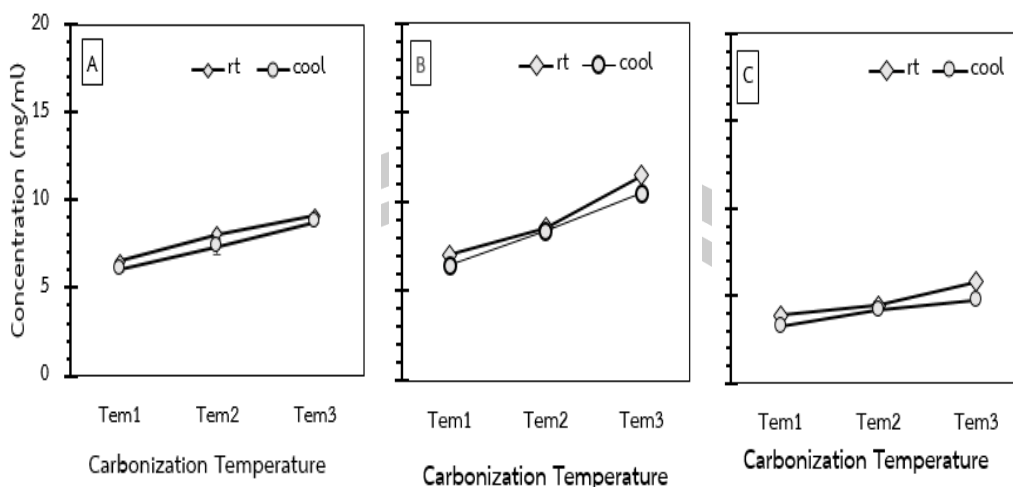 20
15
10
5
0
Concentration (mg/ml)
A
rt
cool
Tem1
Tem2
Tem3
Carbonization Temperature
B
rt
cool
Tem1
Tem2
Tem3
Carbonization Temperature
C
rt
cool
Tem1
Tem2
Tem3
Carbonization Temperature